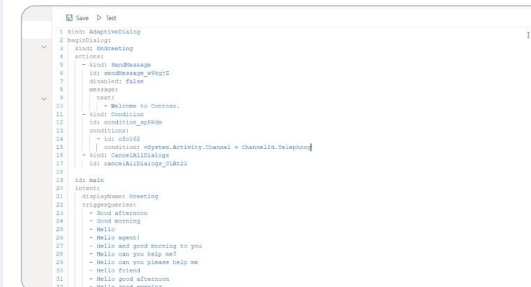 Save Test
1 kind: AdaptiveDialog
2 beginDialog:
3 kind: OnGreeting
4 actions:
5 - kind: SendMessage
6 id: sendMessage_w9kgjZ
7 disabled: false
8 message:
9 text:
10 - Welcome to Contoso.
11 - kind: Condition
12 id:
13 conditions:
14 - id:
15 condition: =System.Activity.Channel = ChannelId.Telephony
16 - kind: CancelAllDialogs
17 id: cancelAllDialogs_01At22
18
19 id: main
20 intent:
21 displayName: Greeting
22 triggerQueries:
23 - Good afternoon
24 - Good morning
25 - Hello
26 - Hello agent!
27 - Hello and good morning to you
28 - Hello can you help me?
29 - Hello can you please help me
30 - Hello friend
31 - Hello good afternoon